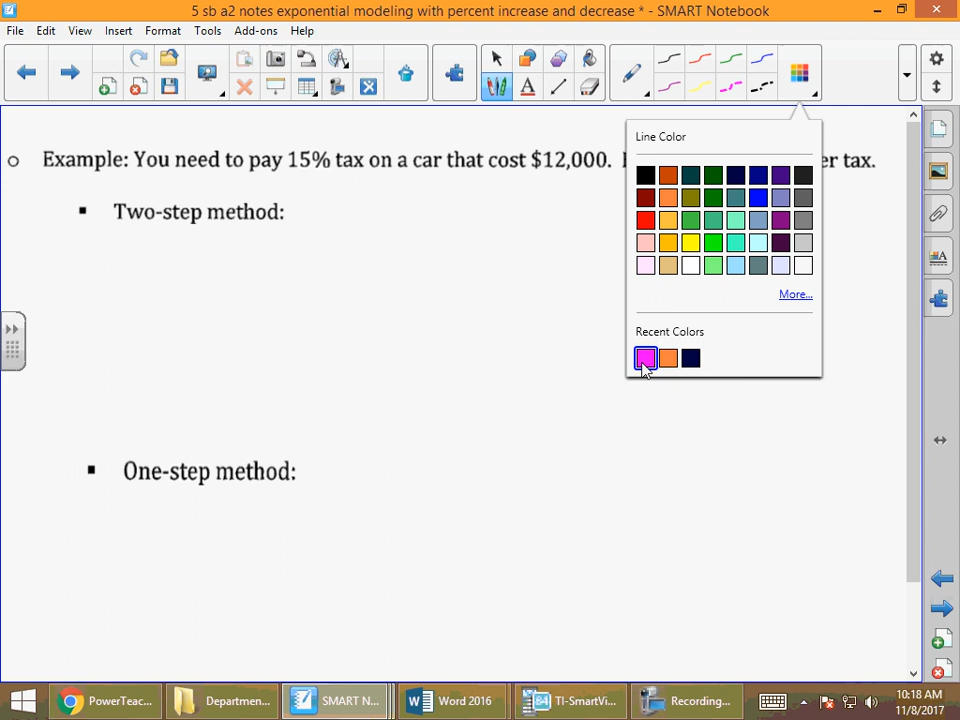 5 sb a2 notes exponential modeling with percent increase and decrease * - SMART Notebook
File Edit View Insert Format Tools Add-ons Help
Line Color
Example: You need to pay 15% tax on a car that cost $12,000. er tax.
Two-step method:
More...
Recent Colors
One-step method:
PowerTeac... Departmen... SMART N... Word 2016 TI-SmartVi... Recording...
10:18 AM
11/8/2017